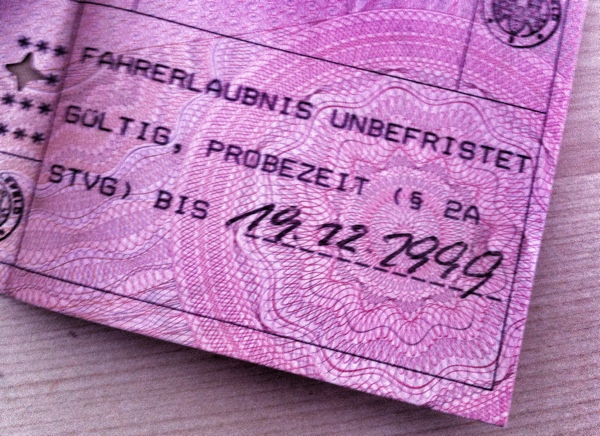 ***
FAHRERLAUBNIS UNBEFRISTET
GÜLTIG, PROBEZEIT (§ 2A
STVG) BIS 19.12.1999
***
***